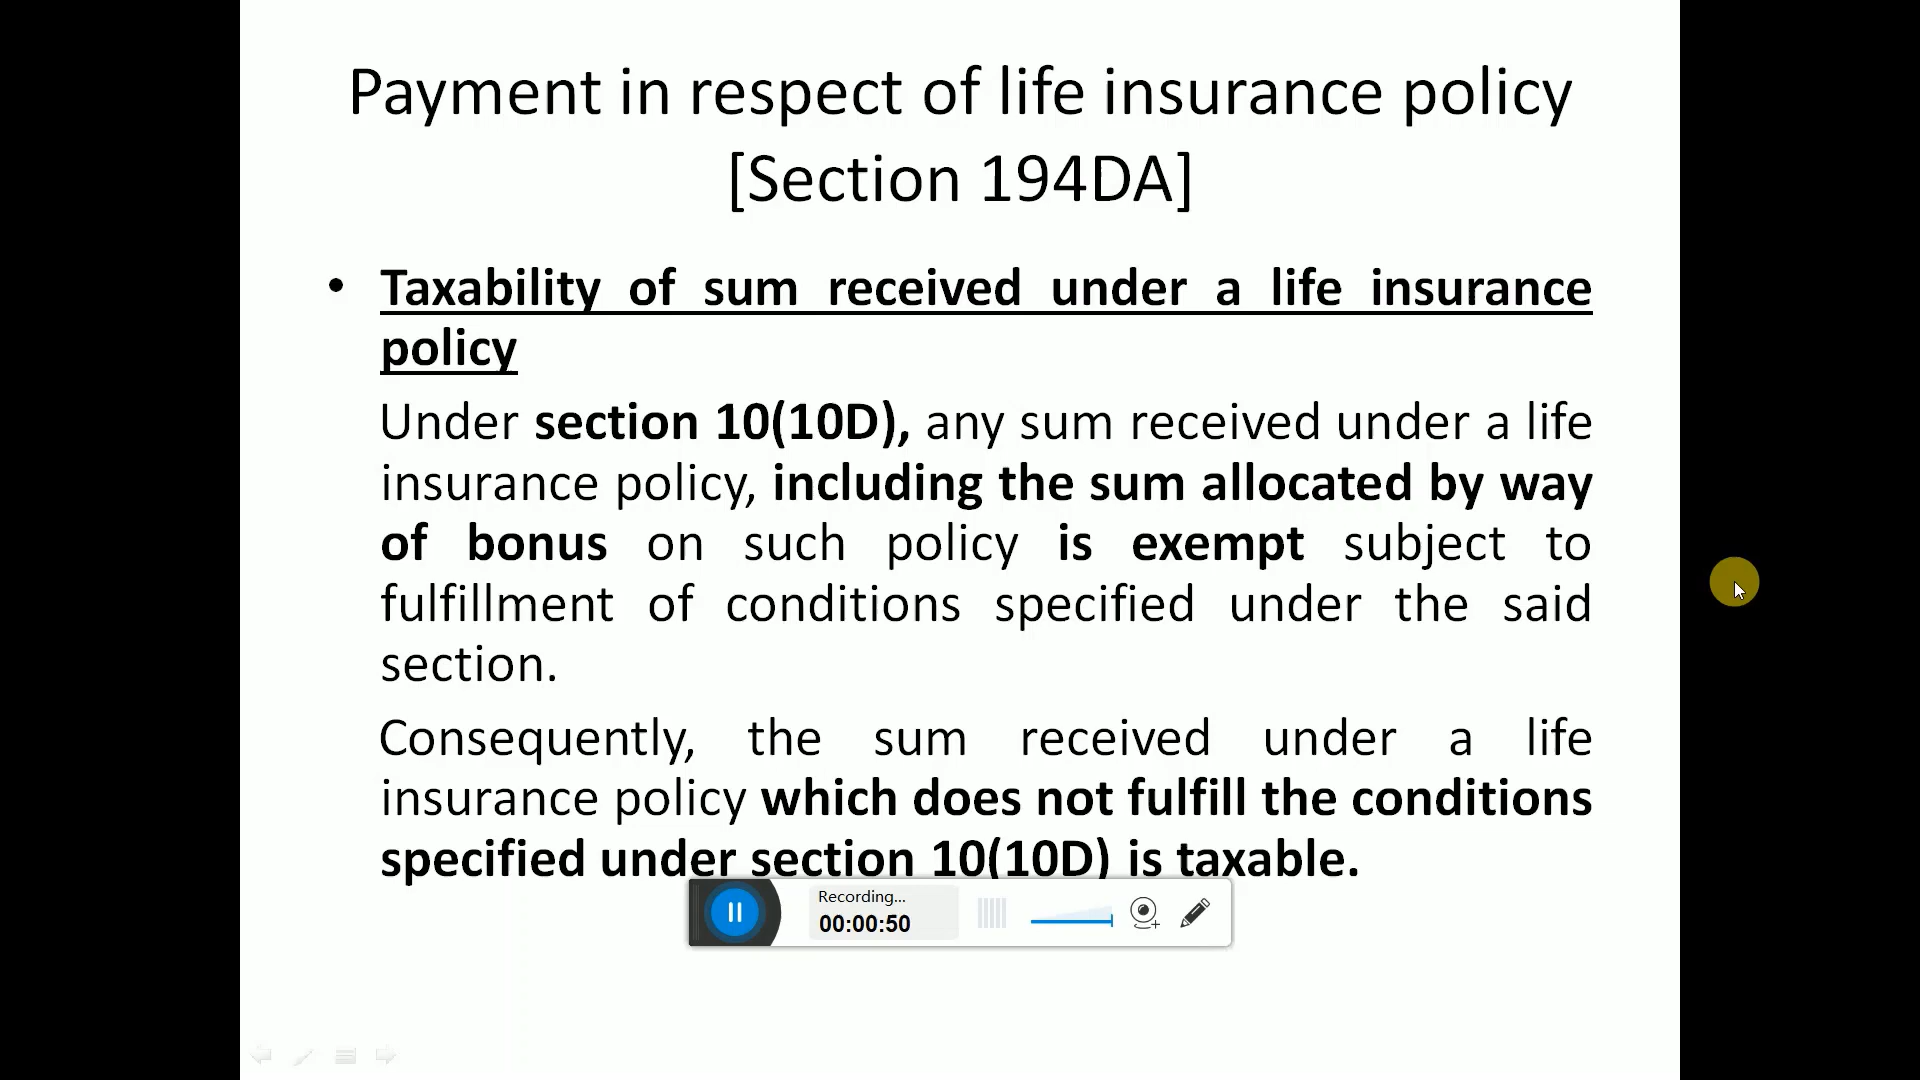 Payment in respect of life insurance policy
[Section 194DA]
• Taxability of sum received under a life insurance
policy
Under section 10(10D), any sum received under a life
insurance policy, including the sum allocated by way
of bonus on such policy is exempt subject to
fulfillment of conditions specified under the said
section.
Consequently, the sum received under a life
insurance policy which does not fulfill the conditions
specified under section 10(10D) is taxable.
Recording...
00:00:50